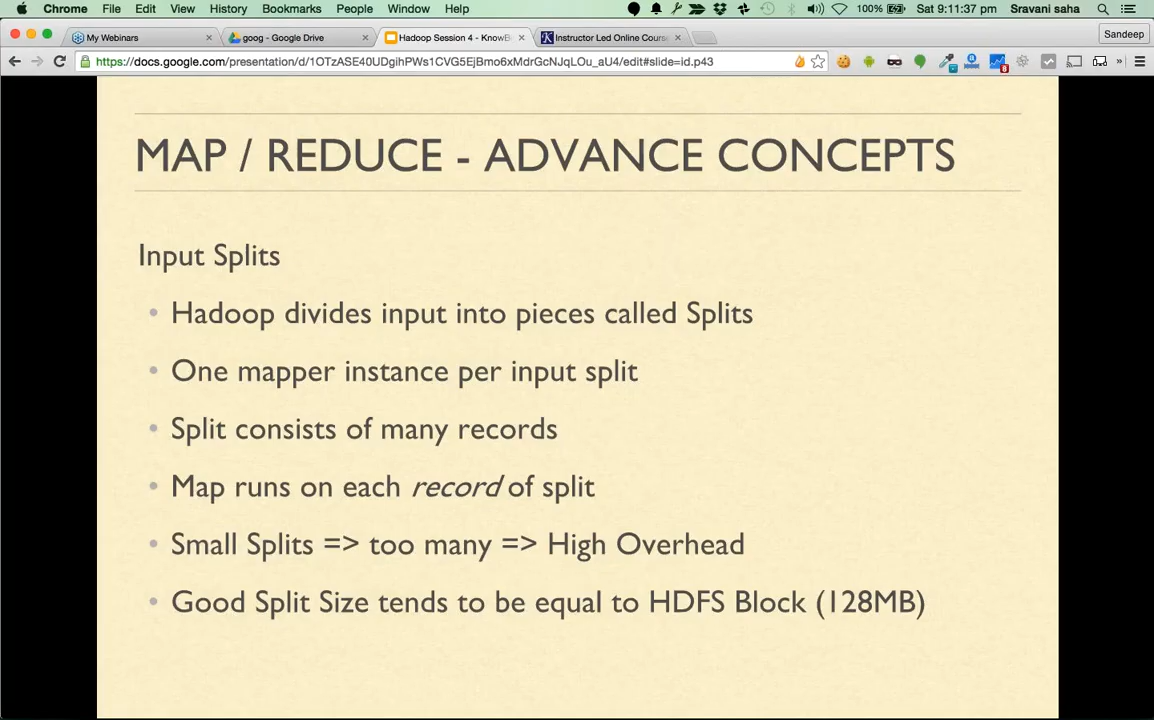 Chrome File Edit View History Bookmarks People Window Help 100% Sat 9:11:37 pm Sravani saha
My Webinars goog - Google Drive Hadoop Session 4 - KnowB Instructor Led Online Cours Sandeep
https://docs.google.com/presentation/d/1OTzASE40UDgihPWs1CVG5EjBmo6xMdrGcNJqLOu_aU4/edit#slide=id.p43
MAP / REDUCE - ADVANCE CONCEPTS
Input Splits
• Hadoop divides input into pieces called Splits
• One mapper instance per input split
• Split consists of many records
• Map runs on each record of split
• Small Splits => too many => High Overhead
• Good Split Size tends to be equal to HDFS Block (128MB)